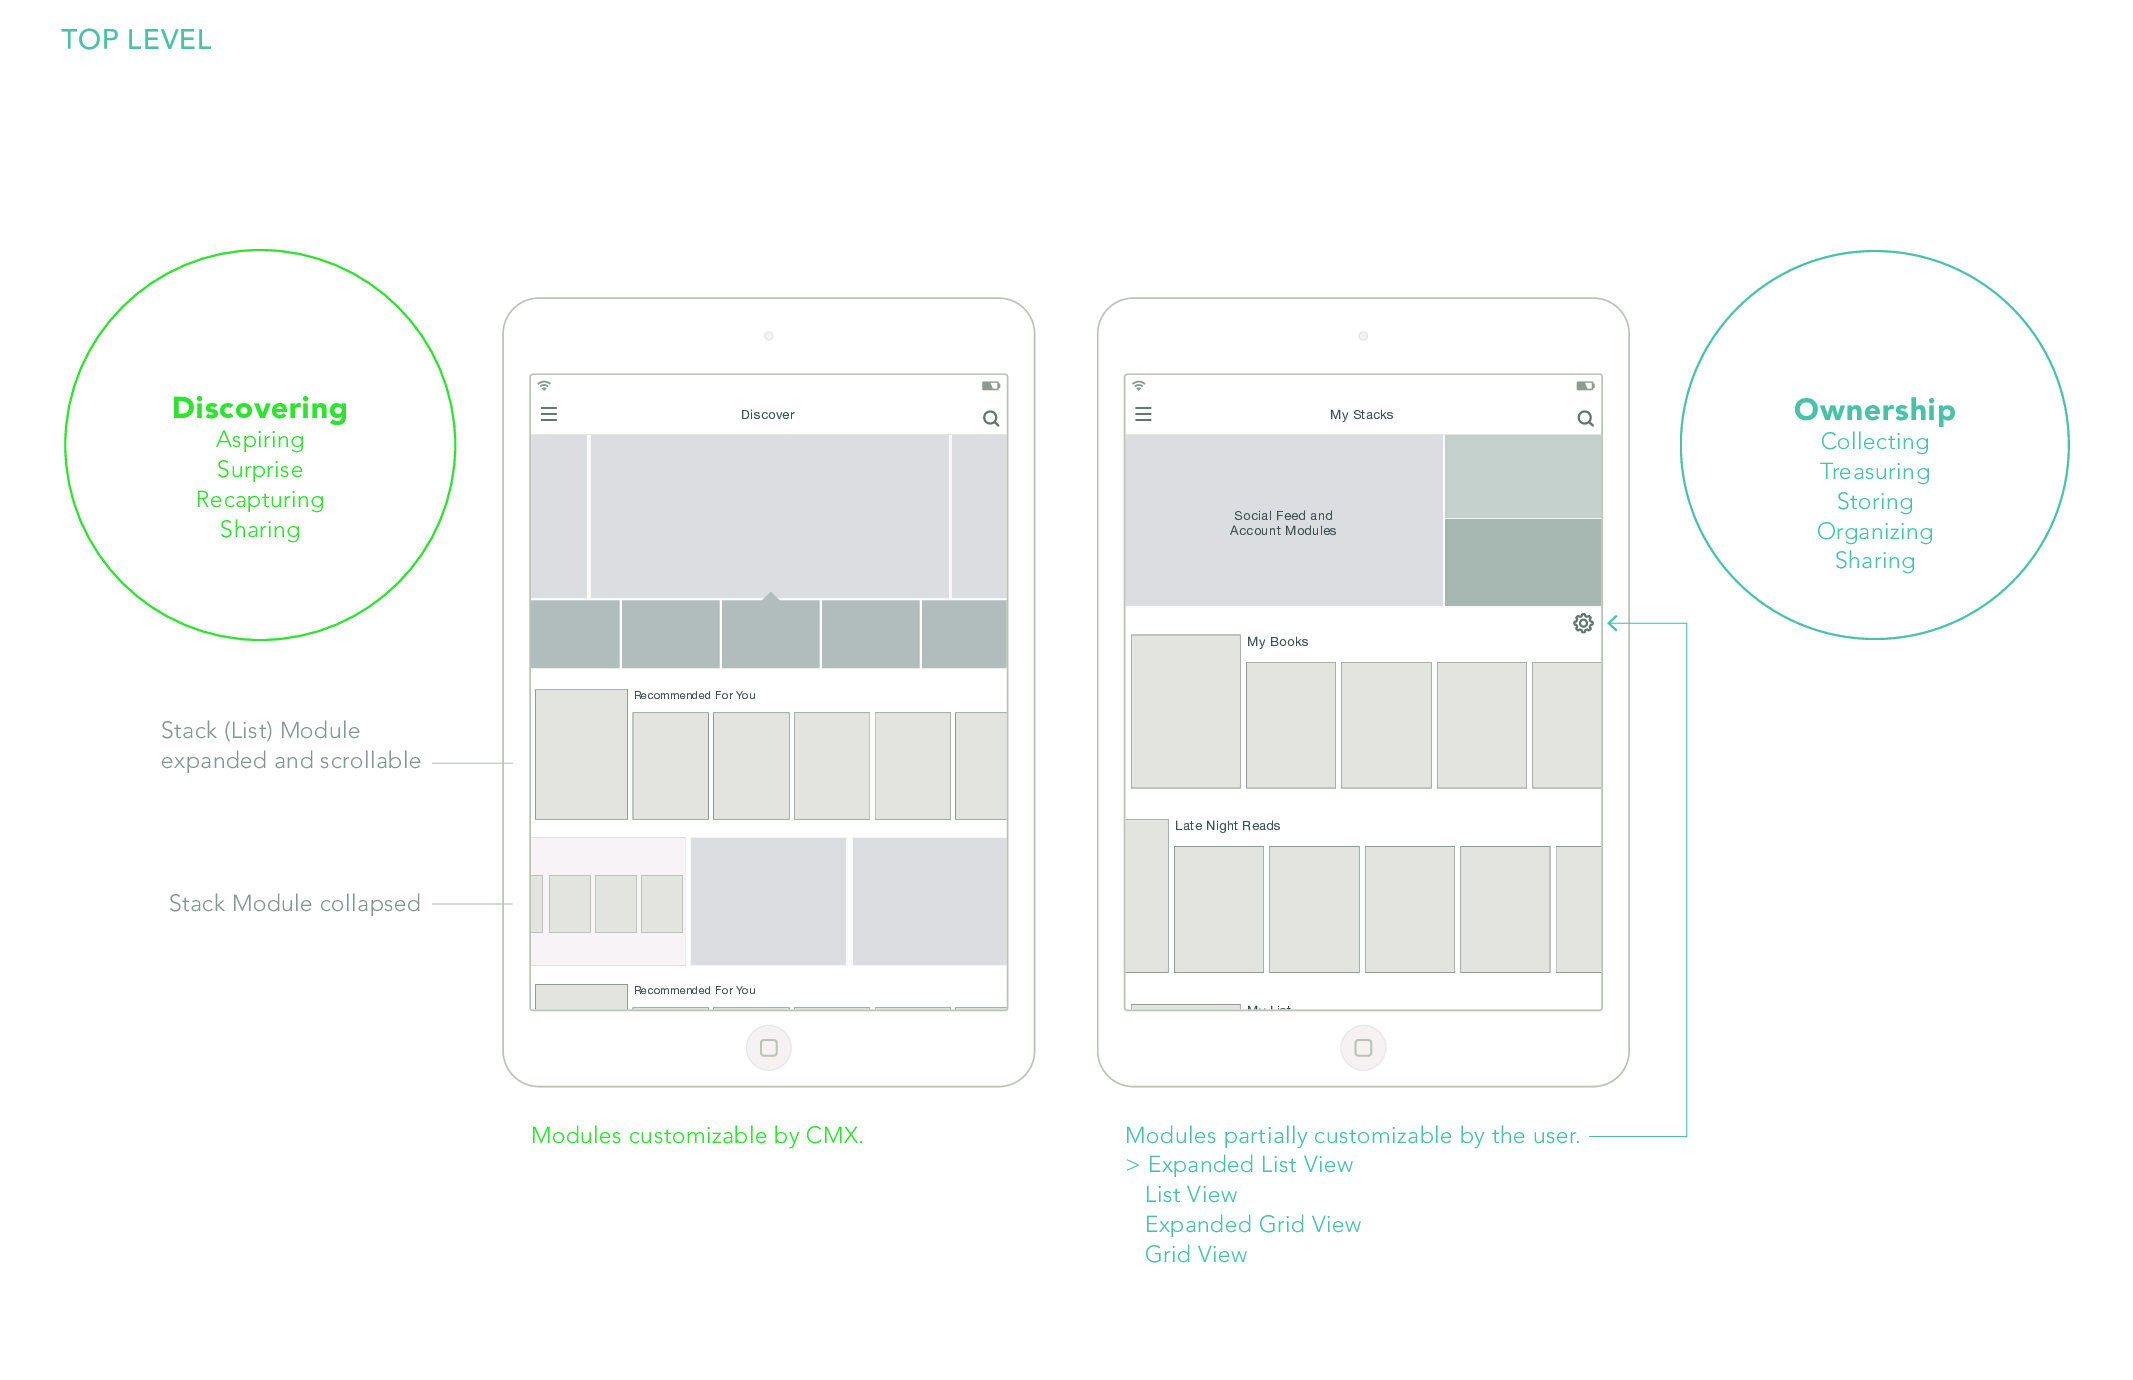 TOP LEVEL
Discovering
Aspiring
Surprise
Recapturing
Sharing
Stack (List) Module
expanded and scrollable
Stack Module collapsed
Discover
Recommended For You
Recommended For You
Modules customizable by CMX.
My Stacks
Social Feed and
Account Modules
My Books
Late Night Reads
My List
Modules partially customizable by the user.
> Expanded List View
List View
Expanded Grid View
Grid View
Ownership
Collecting
Treasuring
Storing
Organizing
Sharing